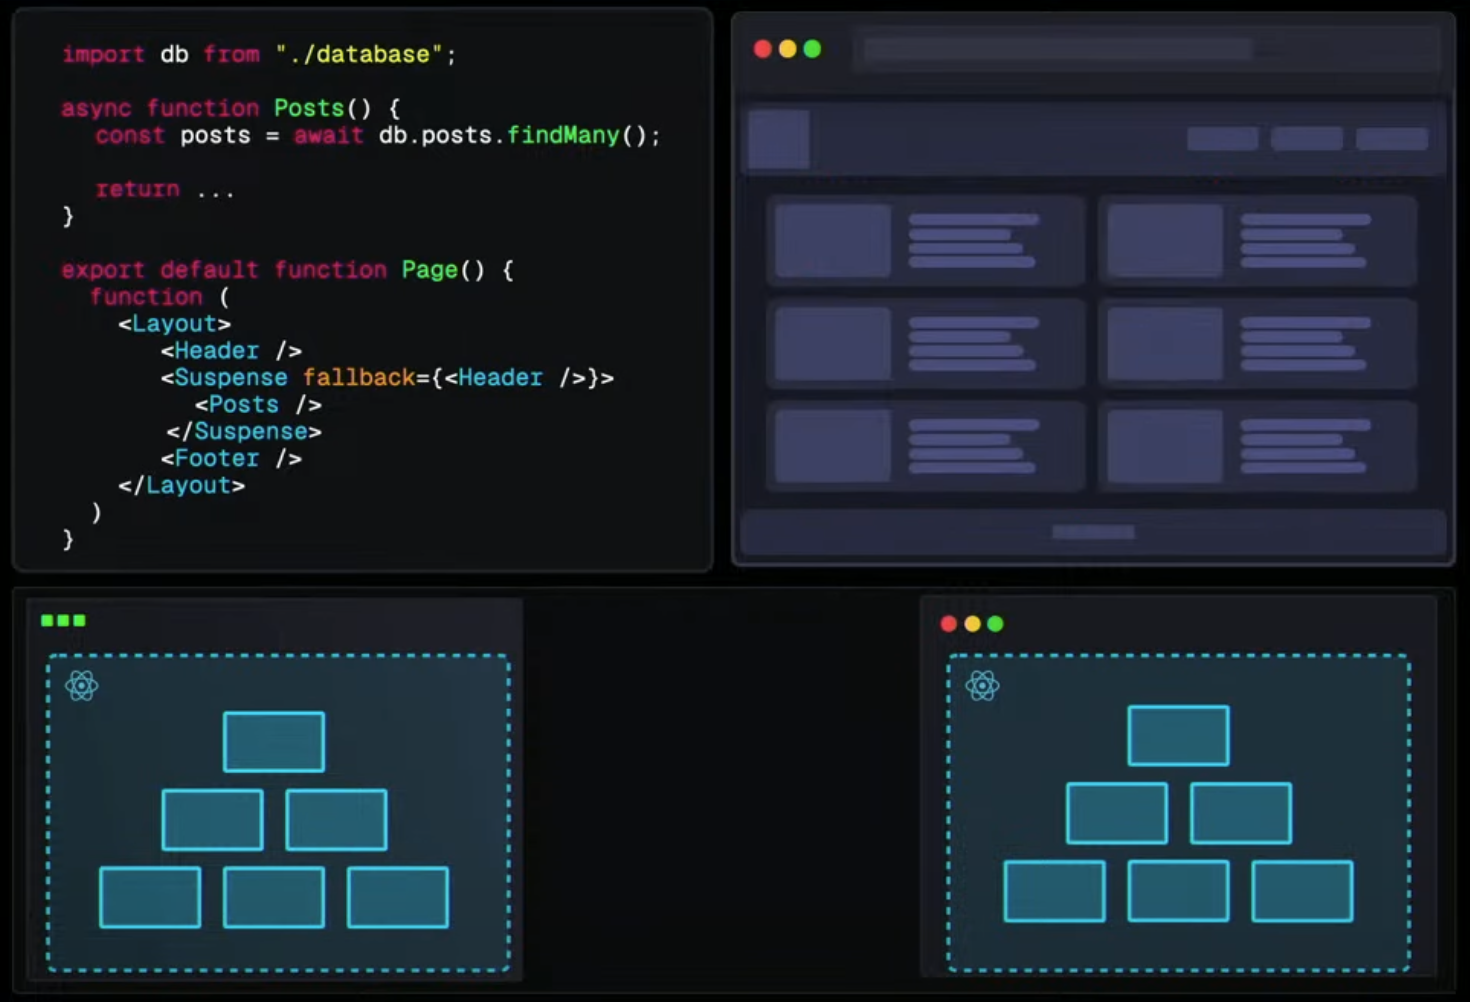 import db from "./database";
async function Posts() {
const posts = await db.posts.findMany();
return ...
}
export default function Page() {
function (
<Layout>
<Header />
<Suspense fallback={<Header />}>
<Posts />
</Suspense>
<Footer />
</Layout>
)
}